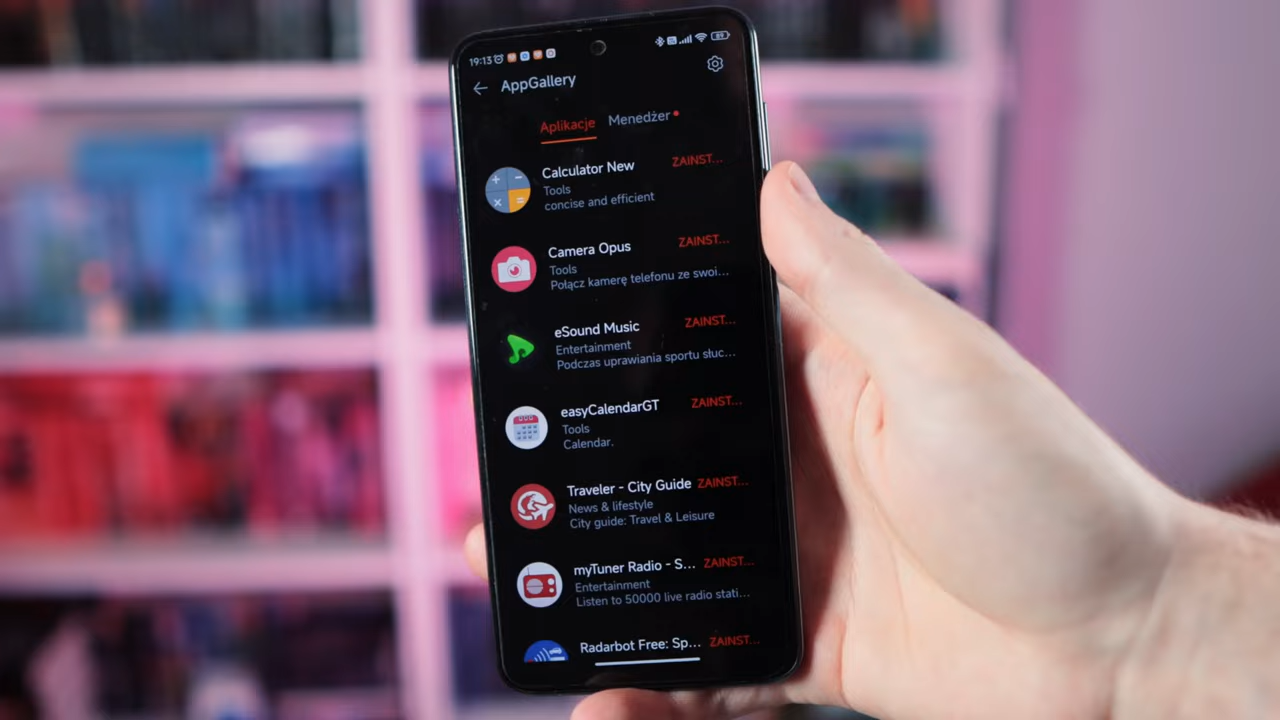 19:13
89
AppGallery
Aplikacje Menedżer
Calculator New ZAINST...
Tools
concise and efficient
Camera Opus ZAINST...
Tools
Połącz kamerę telefonu ze swoi...
eSound Music ZAINST...
Entertainment
Podczas uprawiania sportu słuc...
easyCalendarGT ZAINST...
Tools
Calendar.
Traveler - City Guide ZAINST...
News & lifestyle
City guide: Travel & Leisure
myTuner Radio - S... ZAINST...
Entertainment
Listen to 50000 live radio stati...
Radarbot Free: Sp... ZAINST...